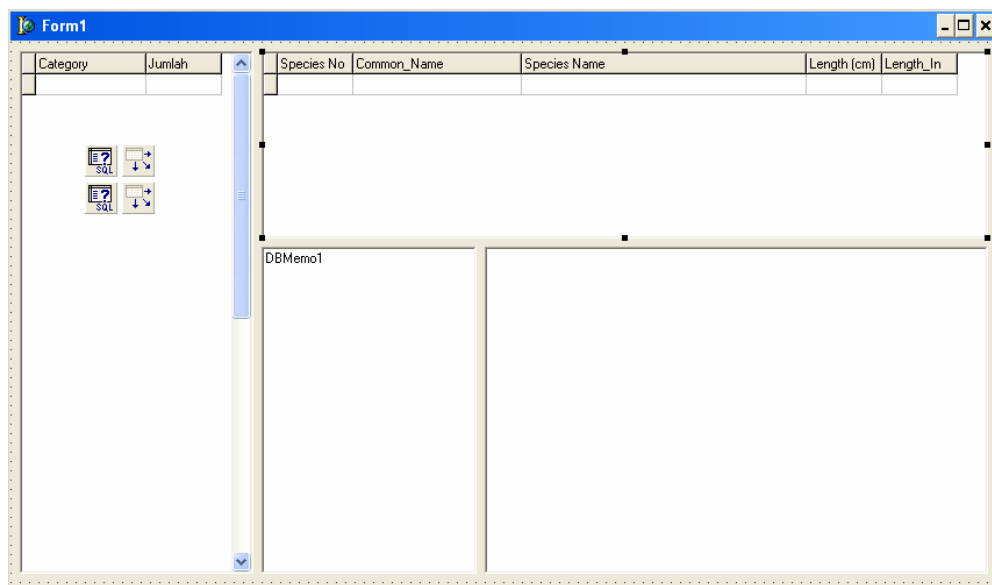 Form1
Category Jumlah
Species No Common_Name Species Name Length (cm) Length_In
?
SQL
?
SQL
DBMemo1